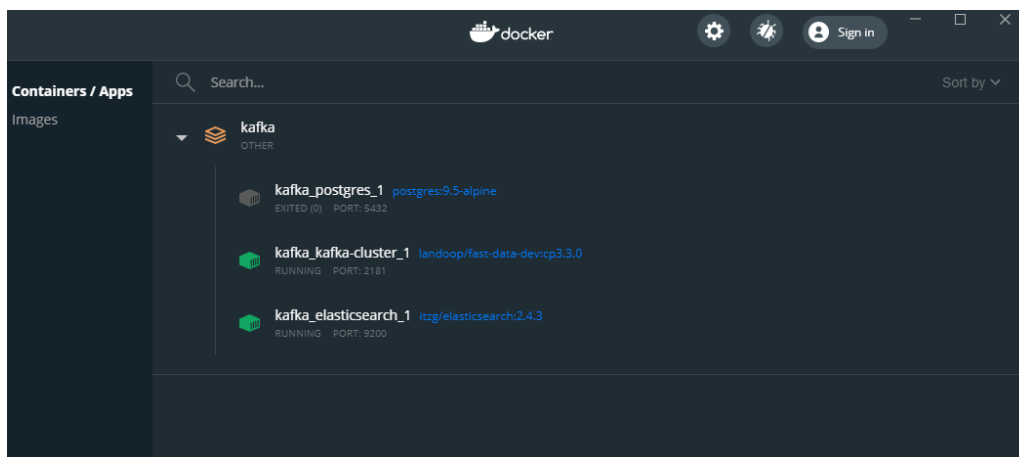 docker
Sign in
Containers / Apps
Images
Search...
Sort by
kafka
OTHER
kafka_postgres_1 postgres:9.5-alpine
EXITED (0) PORT: 5432
kafka_kafka-cluster_1 landoop/fast-data-dev:cp3.3.0
RUNNING PORT: 2181
kafka_elasticsearch_1 itzg/elasticsearch:2.4.3
RUNNING PORT: 9200